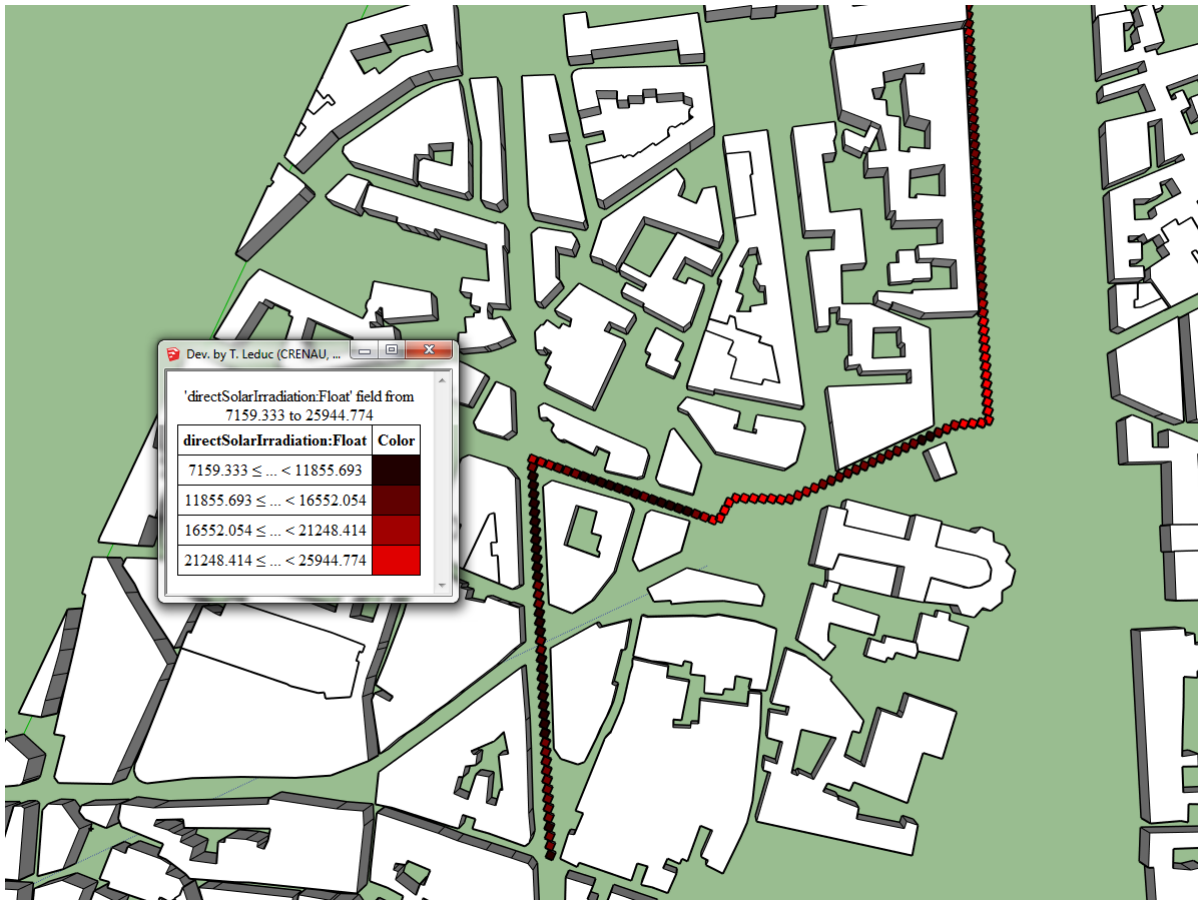 Dev. by T. Leduc (CRENAU, ...
'directSolarIrradiation:Float' field from
7159.333 to 25944.774
directSolarIrradiation:Float Color
7159.333 ≤ ... < 11855.693
11855.693 ≤ ... < 16552.054
16552.054 ≤ ... < 21248.414
21248.414 ≤ ... < 25944.774